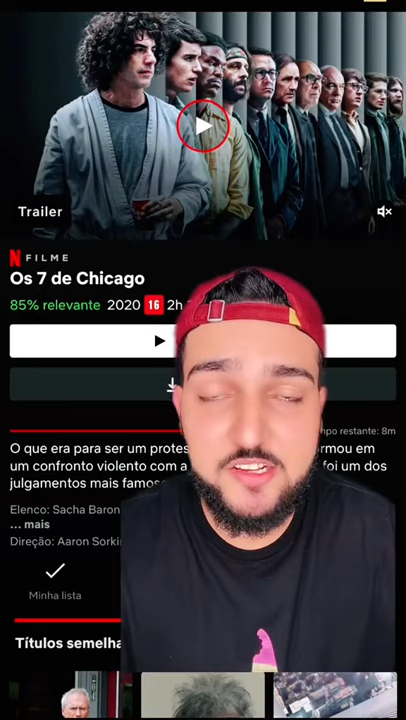 Trailer
N FILME
Os 7 de Chicago
85% relevante 2020 16 2h
po restante: 8m
O que era para ser um protes ormou em
um confronto violento com a foi um dos
julgamentos mais famos
Elenco: Sacha Baron
... mais
Direção: Aaron Sorki
Minha lista
Títulos semelha